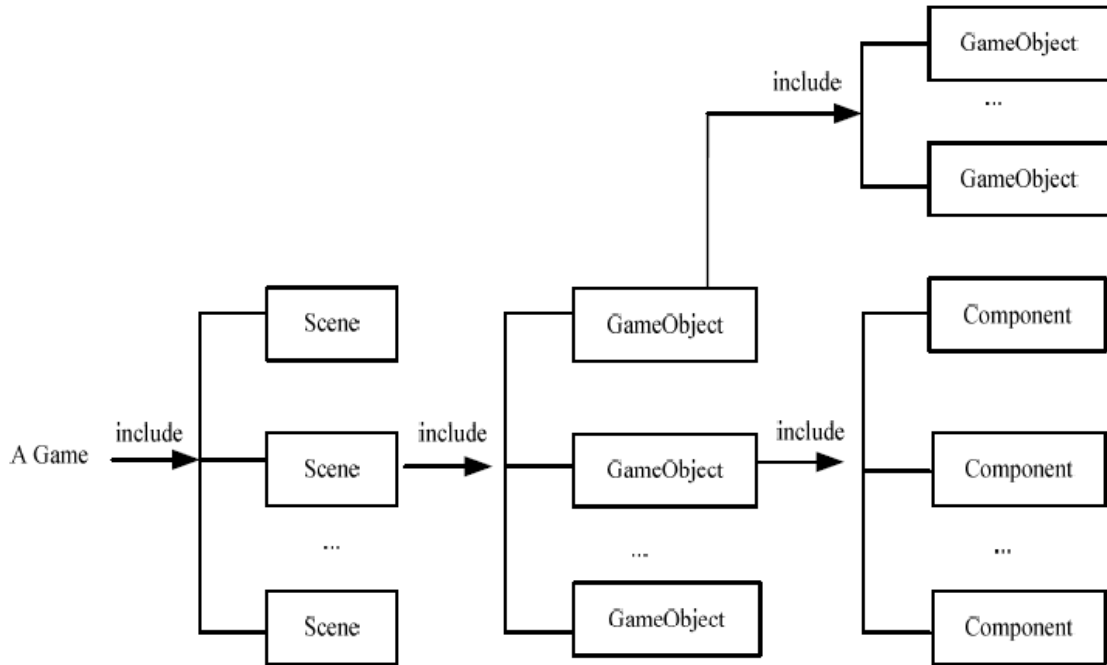 GameObject
include
...
GameObject
Scene
GameObject
Component
A Game
include
Scene
include
GameObject
include
Component
...
...
...
Scene
GameObject
Component